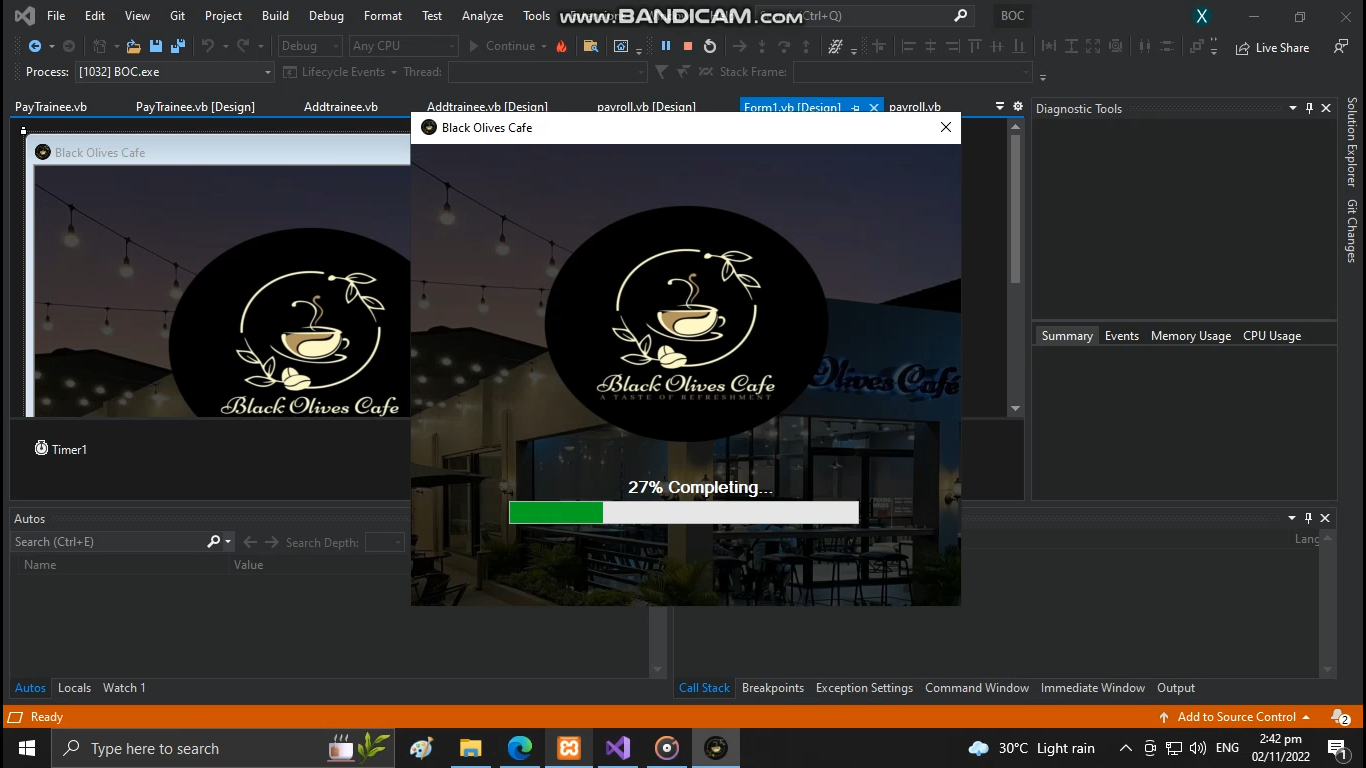 File Edit View Git Project Build Debug Format Test Analyze Tools
www.BANDICAM.com
Ctrl+Q)
BOC
X
Debug Any CPU Continue
Live Share
Process: [1032] BOC.exe Lifecycle Events Thread: Stack Frame:
PayTrainee.vb PayTrainee.vb [Design] Addtrainee.vb Addtrainee.vb [Design] payroll.vb [Design] Form1.vb [Design] payroll.vb
Diagnostic Tools
Solution Explorer
Git Changes
Black Olives Cafe
Black Olives Cafe
Black Olives Cafe
Black Olives Cafe
A TASTE OF REFRESHMENT
Olives Café
27% Completing...
Summary Events Memory Usage CPU Usage
Timer1
Autos
Search (Ctrl+E) Search Depth:
Name Value
Lang
Autos Locals Watch 1
Call Stack Breakpoints Exception Settings Command Window Immediate Window Output
Ready
Add to Source Control
2
Type here to search
30°C Light rain
ENG
2:42 pm
02/11/2022
1